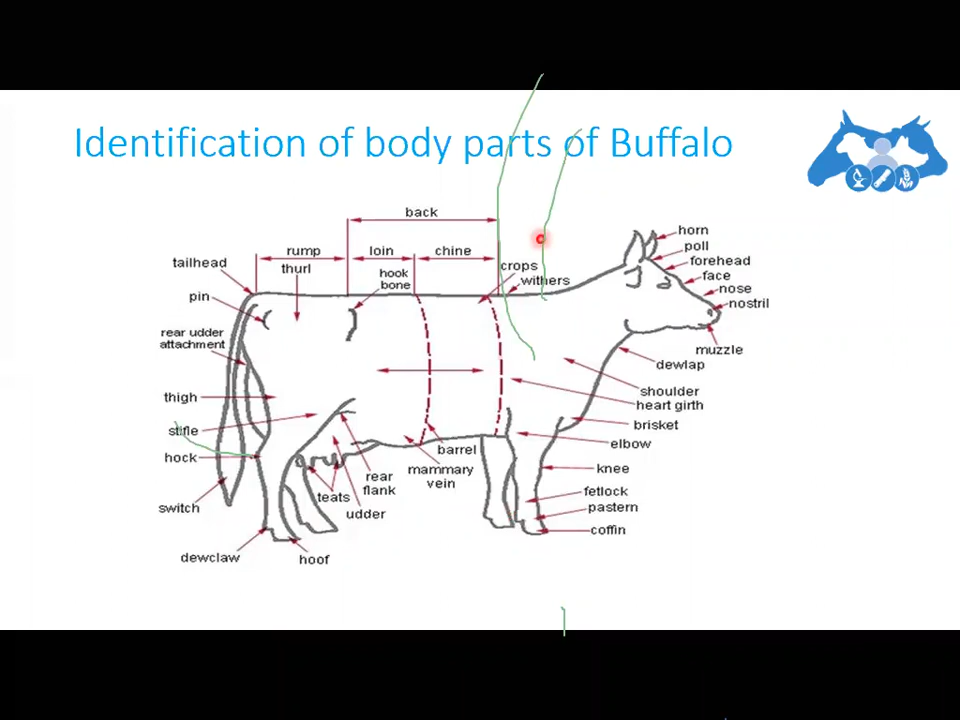 Identification of body parts of Buffalo
back
rump
loin
chine
tailhead
thurl
hook
bone
crops
withers
horn
poll
forehead
face
nose
nostril
muzzle
dewlap
shoulder
heart girth
brisket
elbow
knee
fetlock
pastern
coffin
pin
rear udder
attachment
thigh
stifle
hock
switch
dewclaw
hoof
teats
udder
rear
flank
mammary
vein
barrel